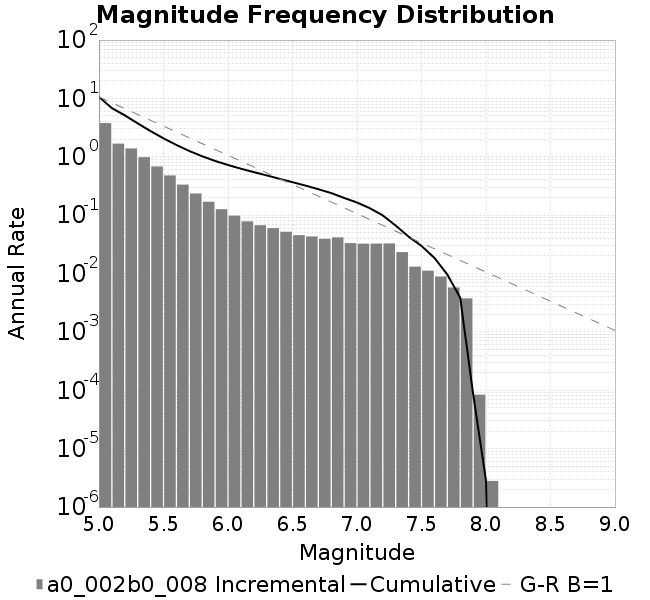 Magnitude Frequency Distribution
10^2
10^1
10^0
10^-1
10^-2
10^-3
10^-4
10^-5
10^-6
Annual Rate
5.0 5.5 6.0 6.5 7.0 7.5 8.0 8.5 9.0
Magnitude
a0_002b0_008 Incremental Cumulative G-R B=1